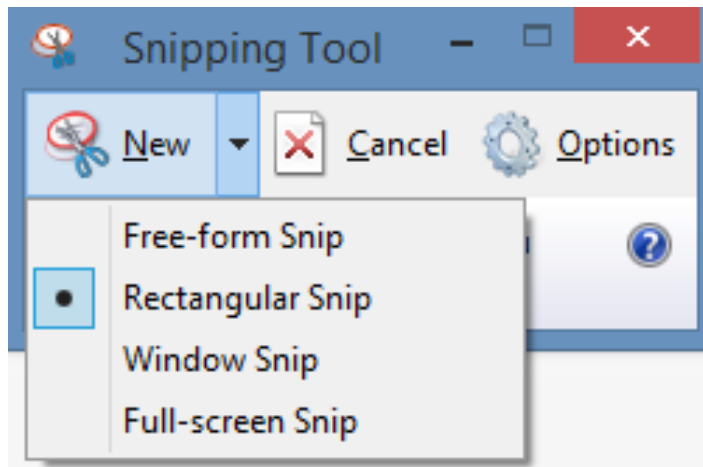 Snipping Tool
New Cancel Options
Free-form Snip
Rectangular Snip
Window Snip
Full-screen Snip